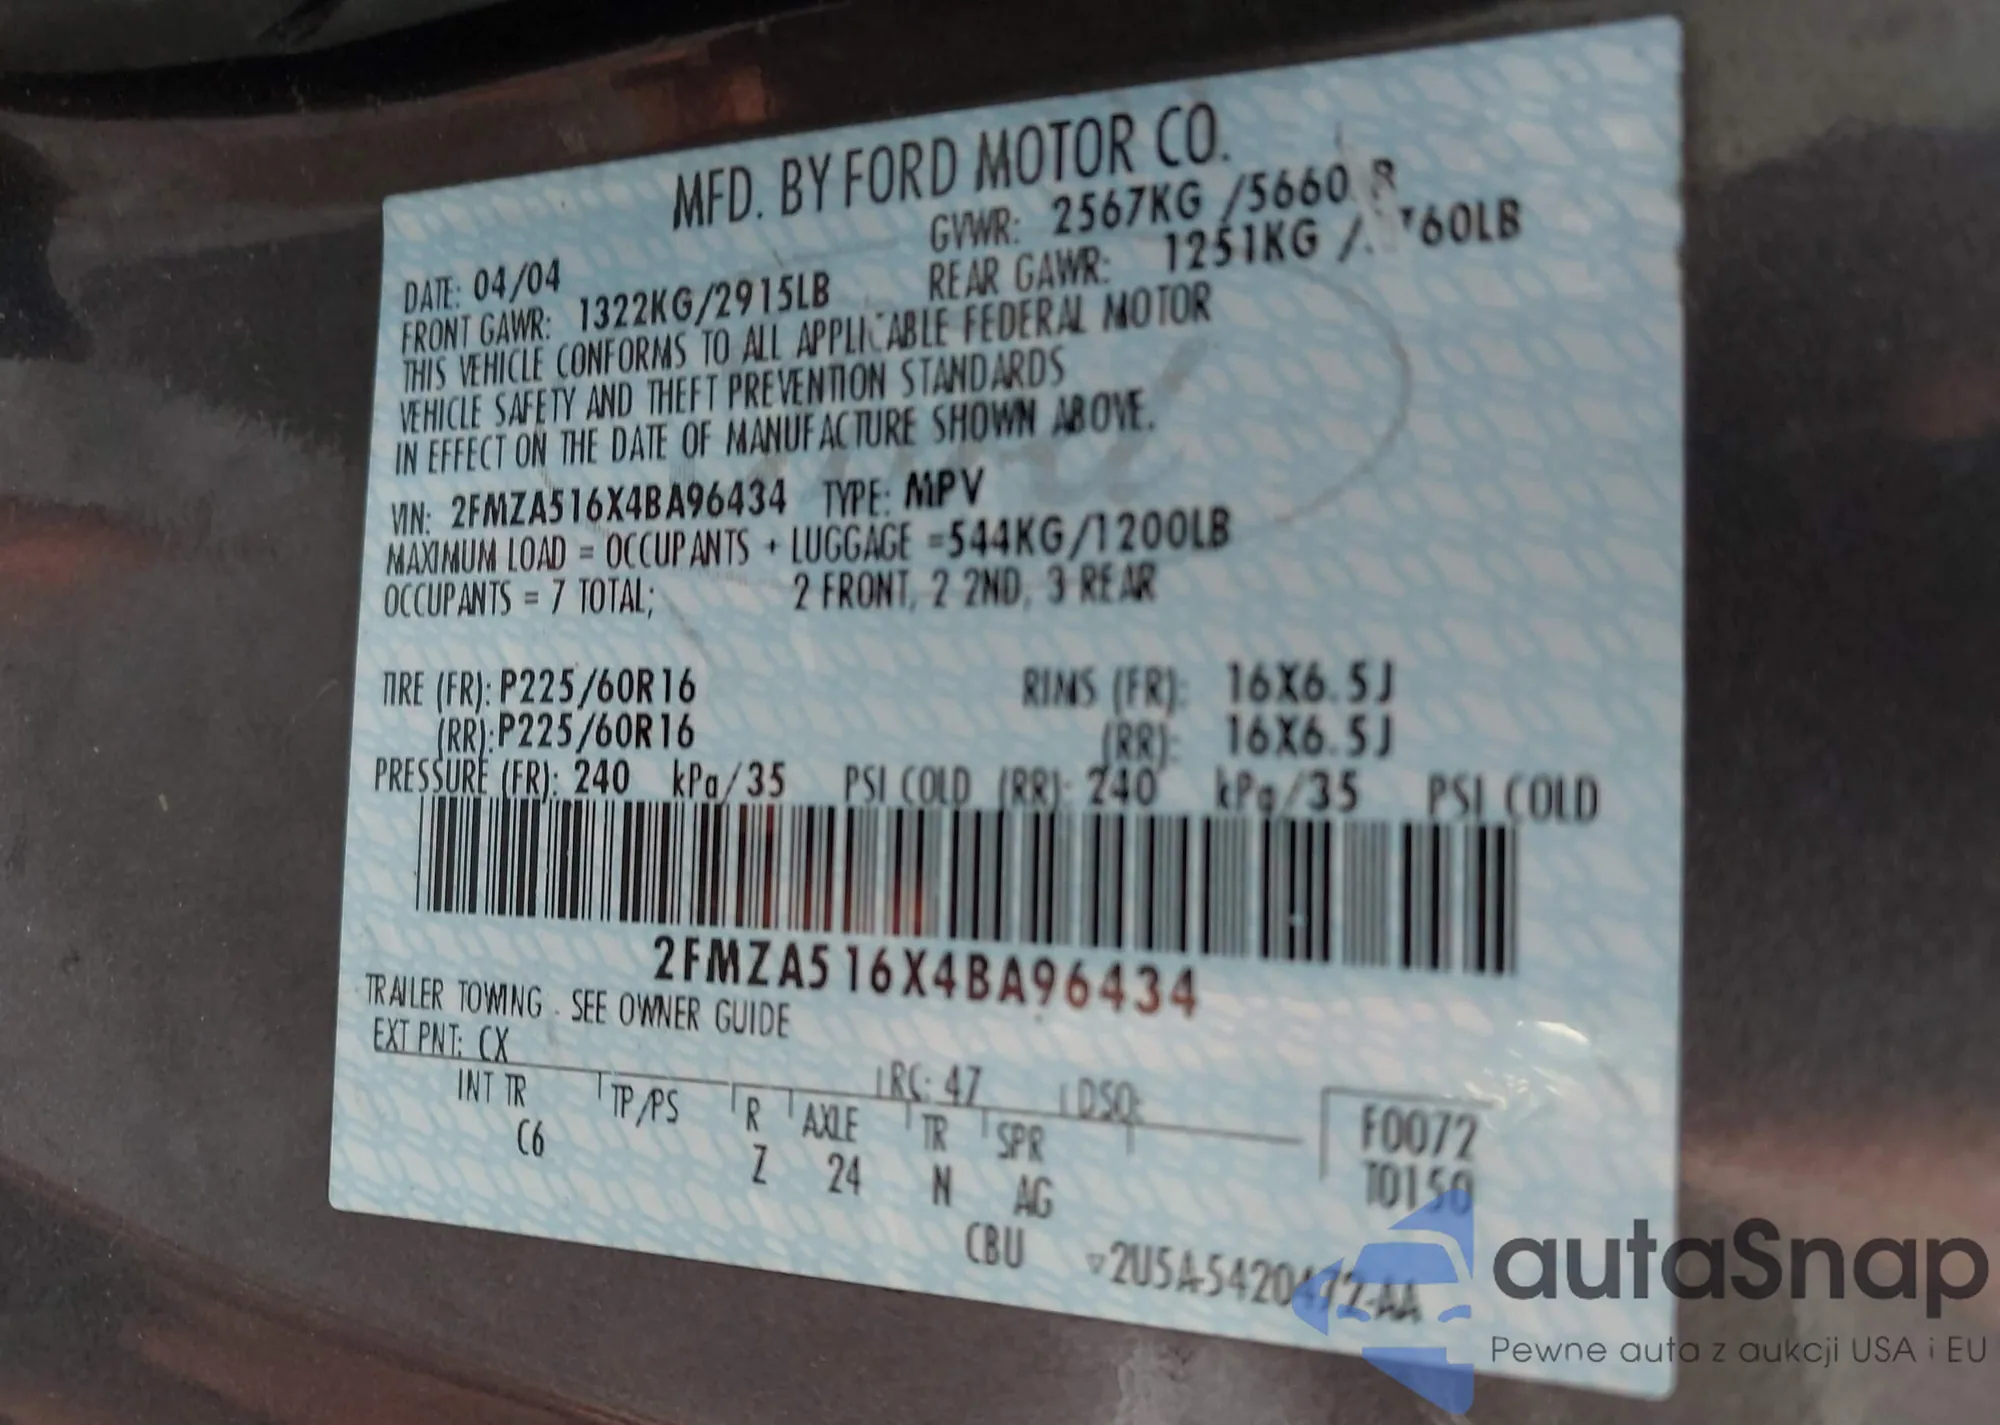 MFD. BY FORD MOTOR CO.
DATE: 04/04 GVWR: 2567KG /5660
FRONT GAWR: 1322KG/2915LB REAR GAWR: 1251KG / 60LB
THIS VEHICLE CONFORMS TO ALL APPLICABLE FEDERAL MOTOR
VEHICLE SAFETY AND THEFT PREVENTION STANDARDS
IN EFFECT ON THE DATE OF MANUFACTURE SHOWN ABOVE.
VIN: 2FMZA516X4BA96434 TYPE: MPV
MAXIMUM LOAD = OCCUPANTS + LUGGAGE =544KG/1200LB
OCCUPANTS = 7 TOTAL; 2 FRONT, 2 2ND, 3 REAR
TIRE (FR): P225/60R16 RIMS (FR): 16X6.5J
(RR): P225/60R16 (RR): 16X6.5J
PRESSURE (FR): 240 kPa/35 PSI COLD (RR): 240 kPa/35 PSI COLD
2FMZA516X4BA96434
TRAILER TOWING - SEE OWNER GUIDE
EXT PNT: CX RC: 47 DSO:
INT TR TP/PS R AXLE TR SPR F0072
C6 Z 24 N AG T0150
CBU ▽2U5A-5420472-AA
autaSnap
Pewne auta z aukcji USA i EU